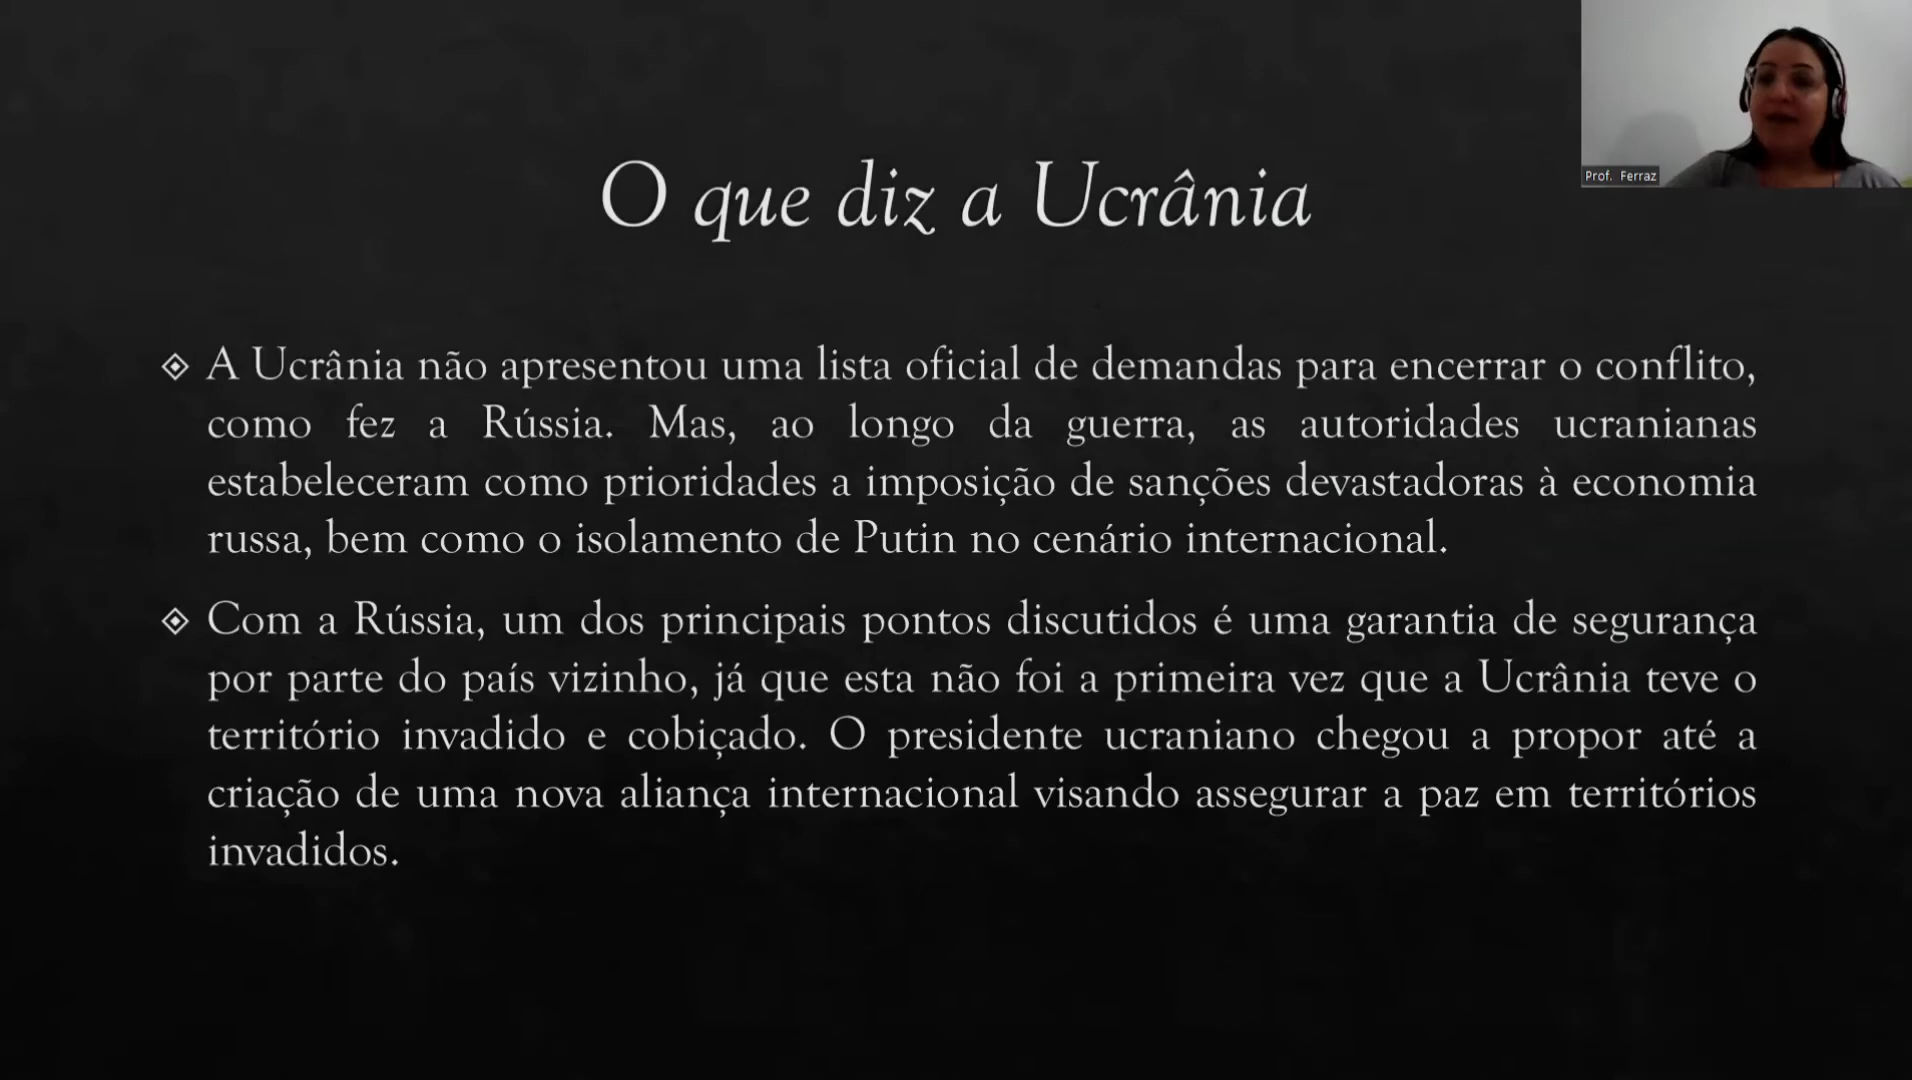 Prof. Ferraz
O que diz a Ucrânia
A Ucrânia não apresentou uma lista oficial de demandas para encerrar o conflito,
como fez a Rússia. Mas, ao longo da guerra, as autoridades ucranianas
estabeleceram como prioridades a imposição de sanções devastadoras à economia
russa, bem como o isolamento de Putin no cenário internacional.
Com a Rússia, um dos principais pontos discutidos é uma garantia de segurança
por parte do país vizinho, já que esta não foi a primeira vez que a Ucrânia teve o
território invadido e cobiçado. O presidente ucraniano chegou a propor até a
criação de uma nova aliança internacional visando assegurar a paz em territórios
invadidos.